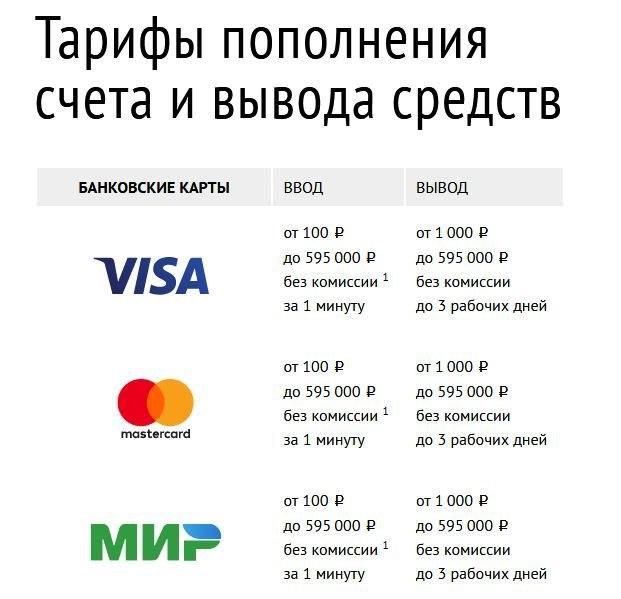 Тарифы пополнения
счета и вывода средств
БАНКОВСКИЕ КАРТЫ ВВОД ВЫВОД
VISA
от 100 ₽
до 595 000 ₽
без комиссии ¹
за 1 минуту
от 1 000 ₽
до 595 000 ₽
без комиссии
до 3 рабочих дней
mastercard
от 100 ₽
до 595 000 ₽
без комиссии ¹
за 1 минуту
от 1 000 ₽
до 595 000 ₽
без комиссии
до 3 рабочих дней
МИР
от 100 ₽
до 595 000 ₽
без комиссии ¹
за 1 минуту
от 1 000 ₽
до 595 000 ₽
без комиссии
до 3 рабочих дней